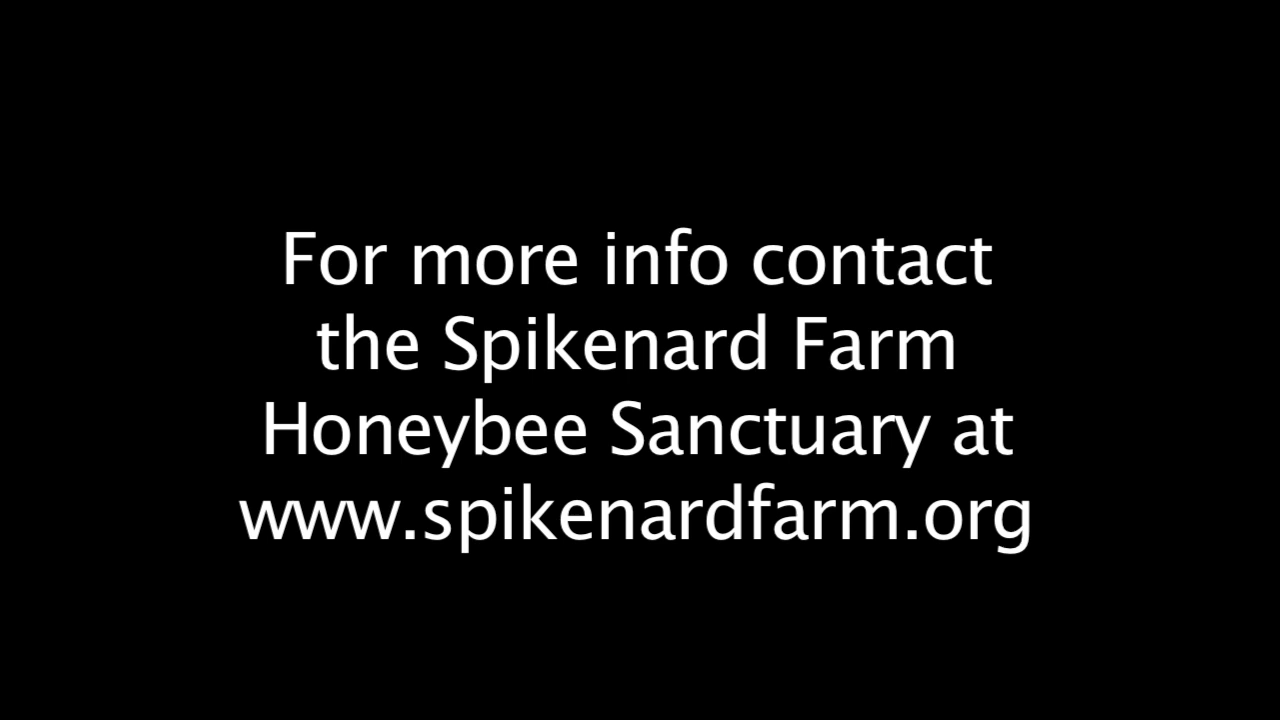 For more info contact
the Spikenard Farm
Honeybee Sanctuary at
www.spikenardfarm.org